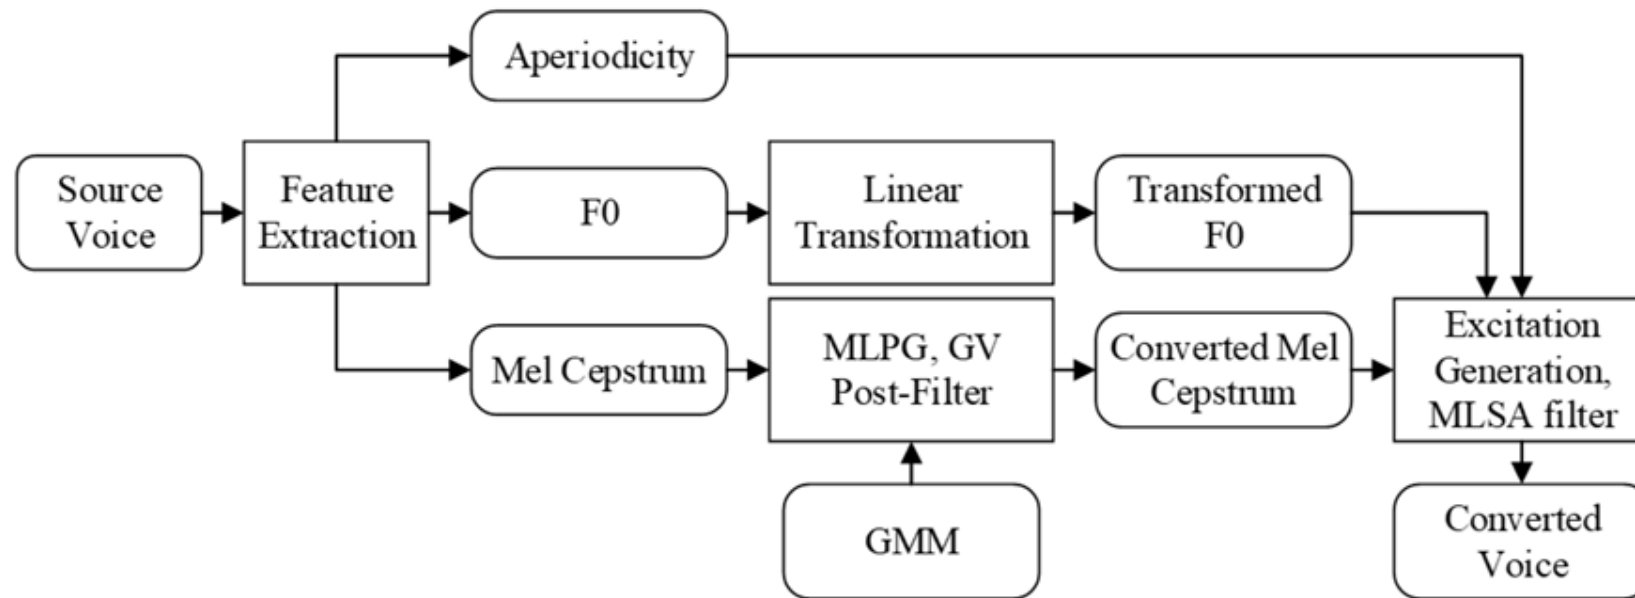 Aperiodicity
Source
Voice
Feature
Extraction
F0
Linear
Transformation
Transformed
F0
Mel Cepstrum
MLPG, GV
Post-Filter
Converted Mel
Cepstrum
Excitation
Generation,
MLSA filter
GMM
Converted
Voice